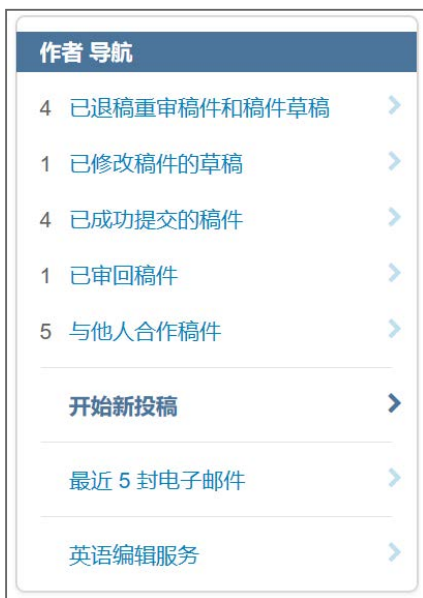 作者 导航
4 已退稿重审稿件和稿件草稿
1 已修改稿件的草稿
4 已成功提交的稿件
1 已审回稿件
5 与他人合作稿件
开始新投稿
最近 5 封电子邮件
英语编辑服务